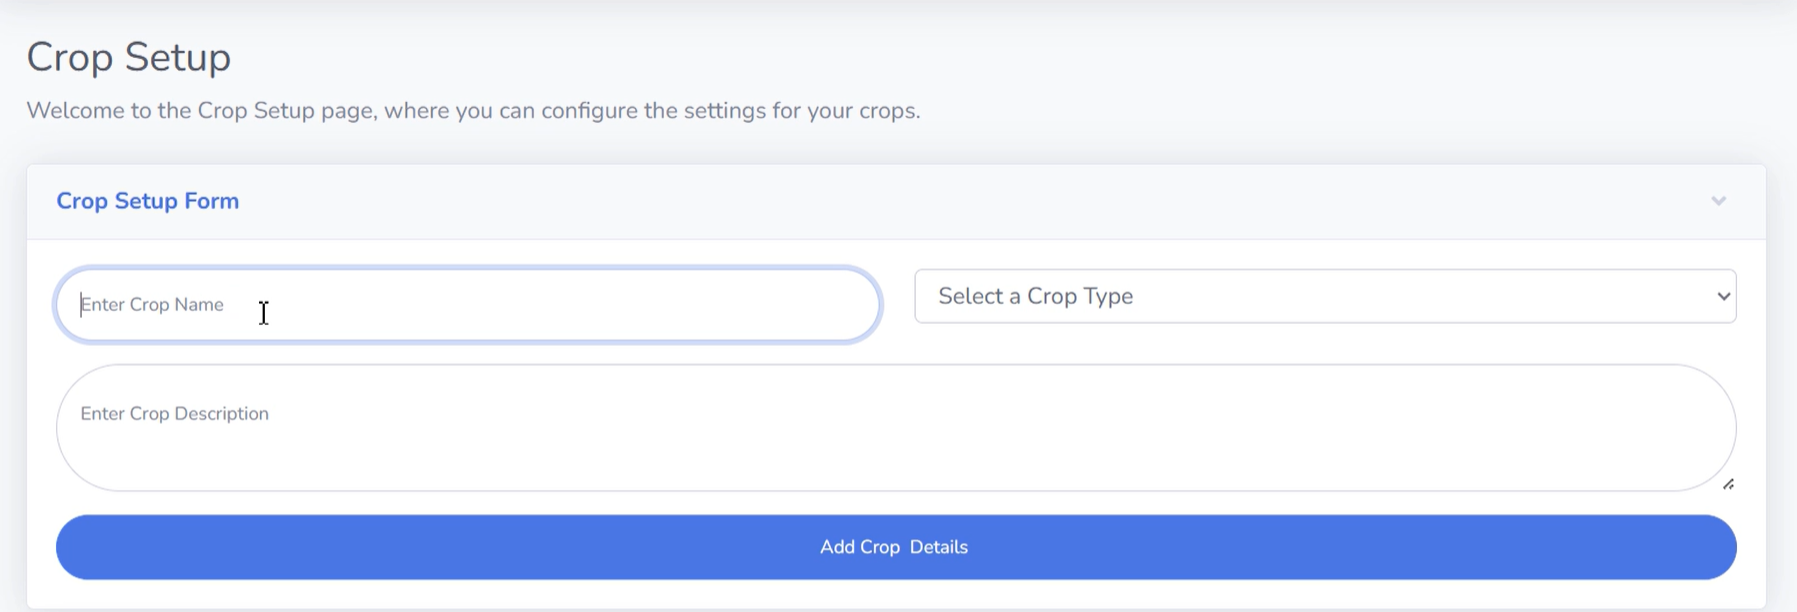 Crop Setup
Welcome to the Crop Setup page, where you can configure the settings for your crops.
Crop Setup Form
Enter Crop Name
Select a Crop Type
Enter Crop Description
Add Crop  Details